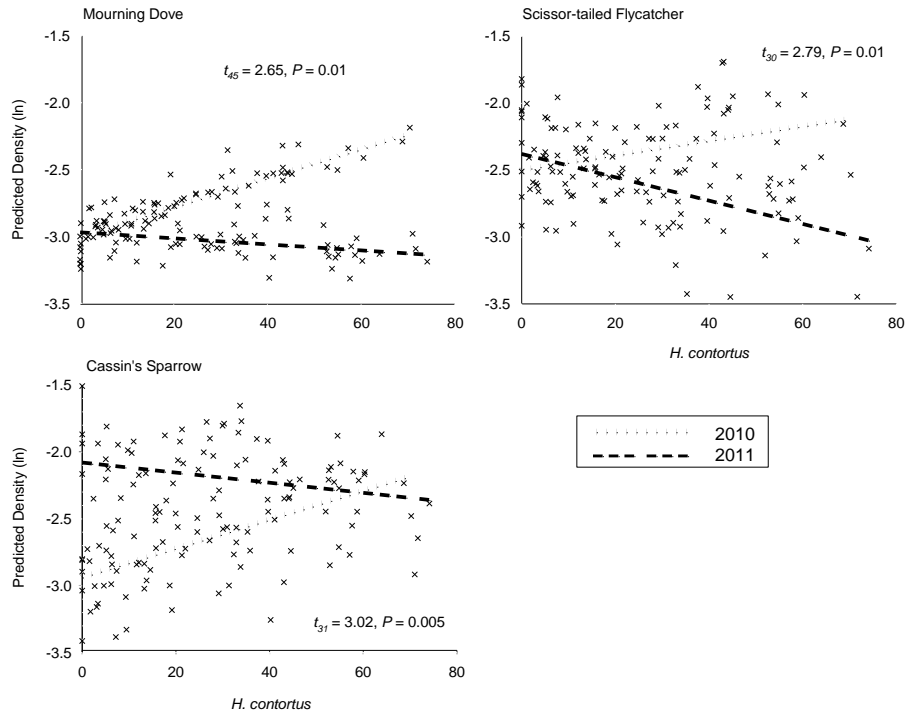 Mourning Dove
Predicted Density (ln)
-1.5
-2.0
-2.5
-3.0
-3.5
t45 = 2.65, P = 0.01
0 20 40 60 80
Scissor-tailed Flycatcher
-1.5
-2.0
-2.5
-3.0
-3.5
t30 = 2.79, P = 0.01
0 20 40 60 80
H. contortus
Cassin's Sparrow
Predicted Density (ln)
-1.5
-2.0
-2.5
-3.0
-3.5
t31 = 3.02, P = 0.005
0 20 40 60 80
H. contortus
2010
2011